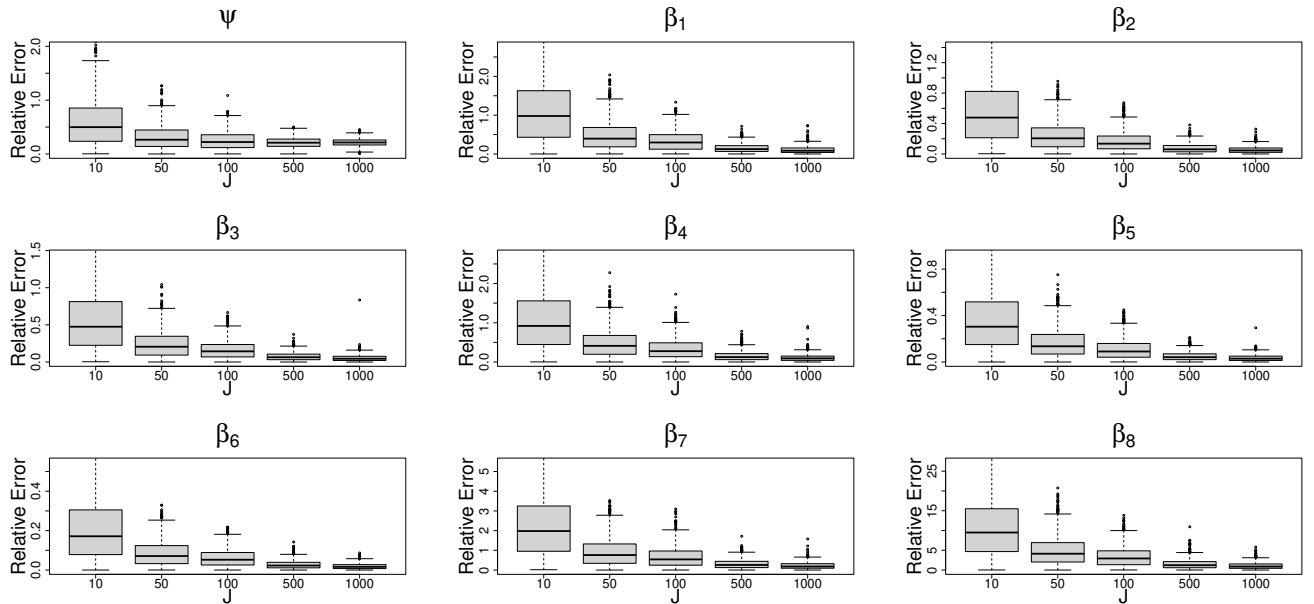 ψ
Relative Error
0.0 1.0 2.0
10 50 100 500 1000
J
β₁
Relative Error
0.0 1.0 2.0
10 50 100 500 1000
J
β₂
Relative Error
0.0 0.4 0.8 1.2
10 50 100 500 1000
J
β₃
Relative Error
0.0 0.5 1.0 1.5
10 50 100 500 1000
J
β₄
Relative Error
0.0 1.0 2.0
10 50 100 500 1000
J
β₅
Relative Error
0.0 0.4 0.8
10 50 100 500 1000
J
β₆
Relative Error
0.0 0.2 0.4
10 50 100 500 1000
J
β₇
Relative Error
0 1 2 3 4 5
10 50 100 500 1000
J
β₈
Relative Error
0 5 15 25
10 50 100 500 1000
J